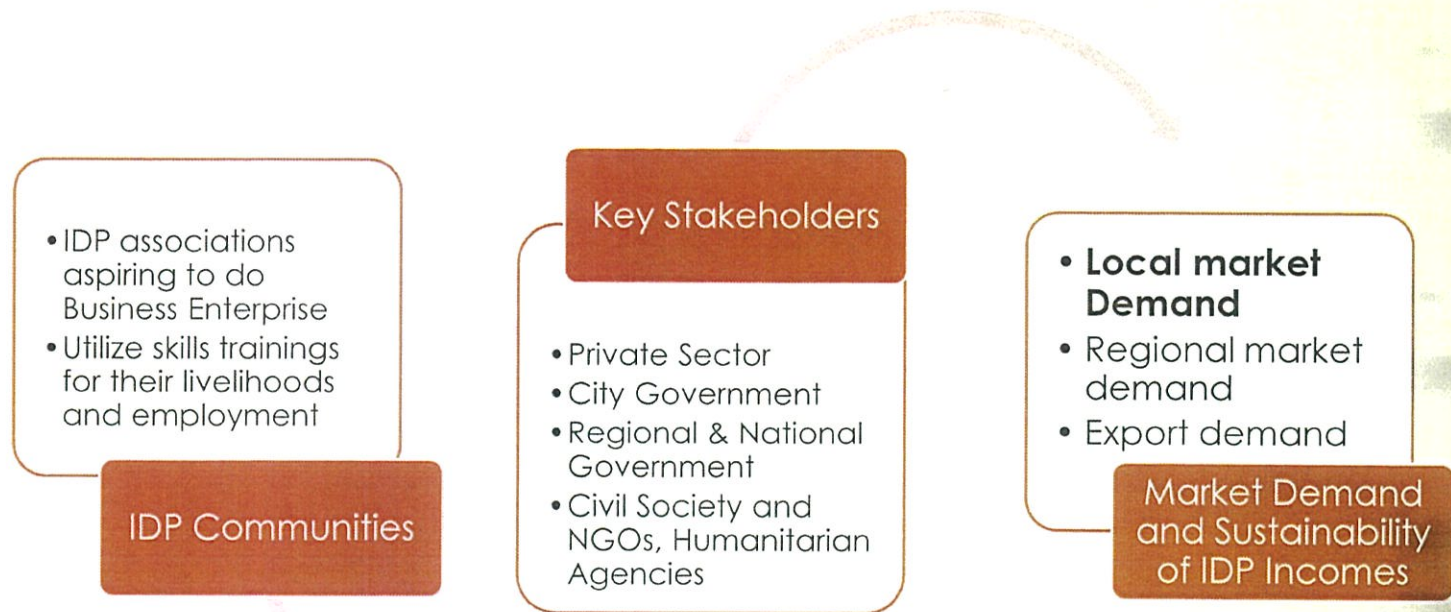 • IDP associations
aspiring to do
Business Enterprise
• Utilize skills trainings
for their livelihoods
and employment
IDP Communities
Key Stakeholders
• Private Sector
• City Government
• Regional & National
Government
• Civil Society and
NGOs, Humanitarian
Agencies
• Local market
Demand
• Regional market
demand
• Export demand
Market Demand
and Sustainability
of IDP Incomes